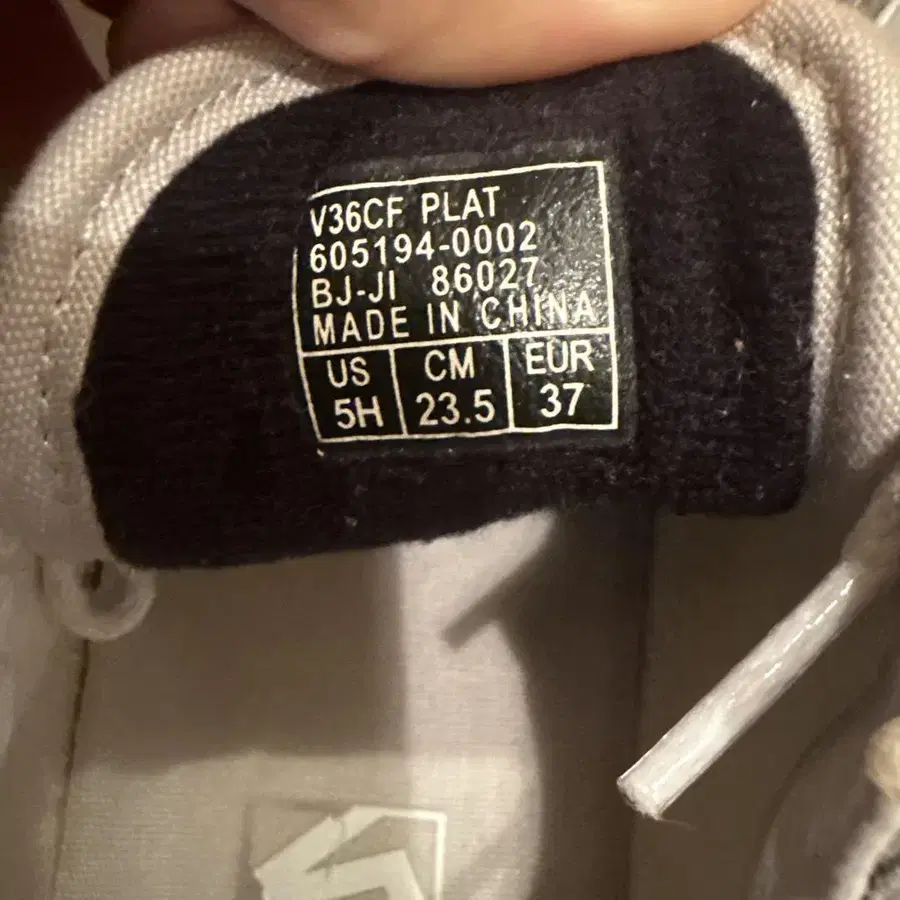 V36CF PLAT
605194-0002
BJ-JI 86027
MADE IN CHINA
US CM EUR
5H 23.5 37